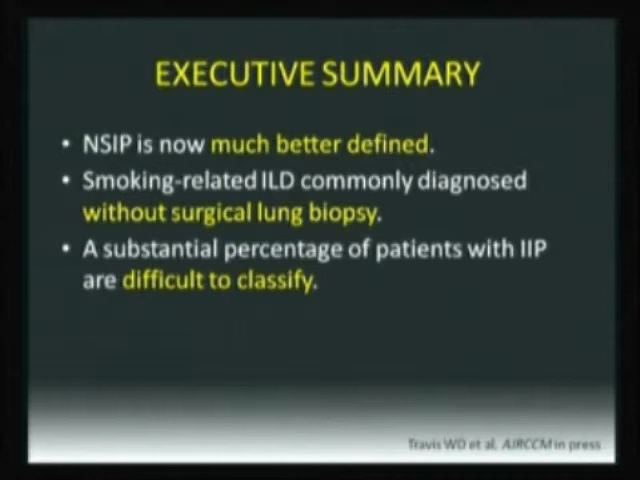 EXECUTIVE SUMMARY
• NSIP is now much better defined.
• Smoking-related ILD commonly diagnosed
without surgical lung biopsy.
• A substantial percentage of patients with IIP
are difficult to classify.
Travis WD et al. AJRCCM in press